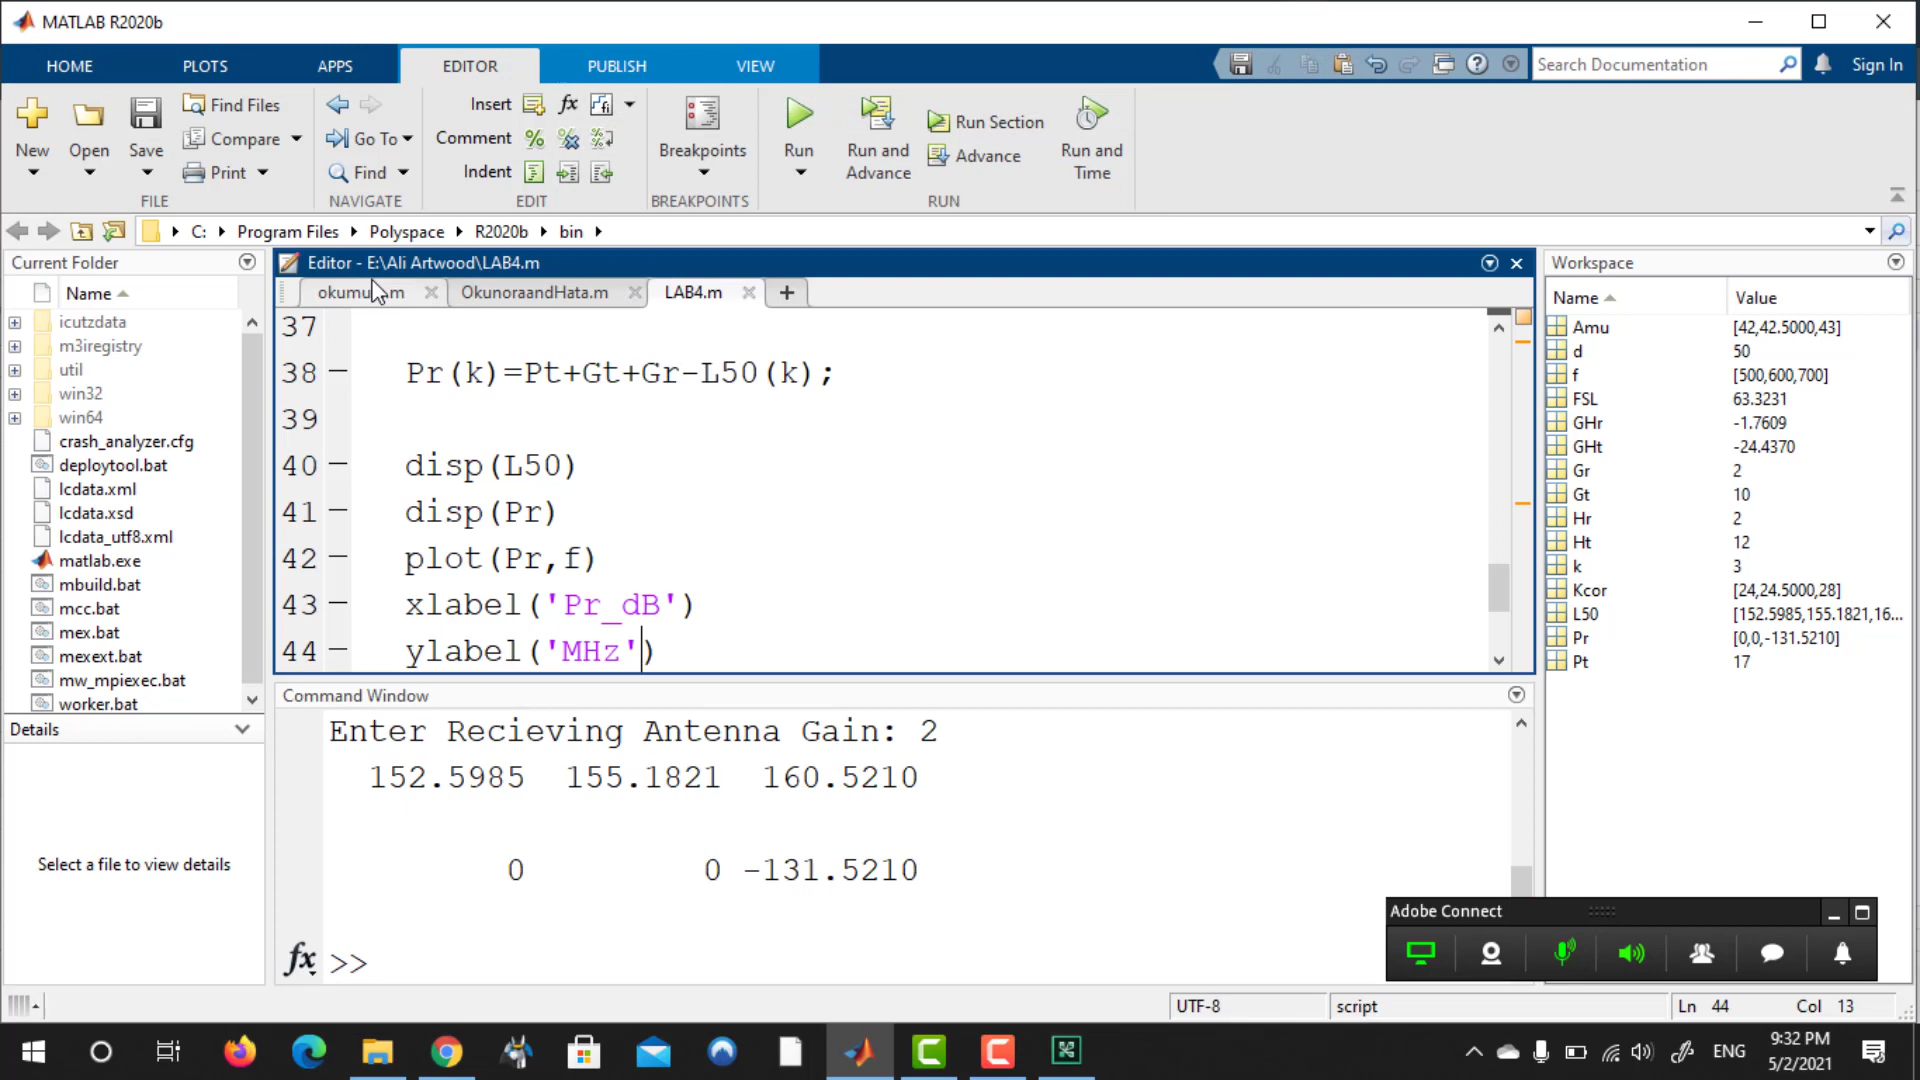 MATLAB R2020b
HOME
PLOTS
APPS
EDITOR
PUBLISH
VIEW
Search Documentation
Sign In
New
Open
Save
Find Files
Compare
Print
FILE
Go To
Find
NAVIGATE
Insert
fx
Comment
Indent
EDIT
Breakpoints
BREAKPOINTS
Run
Run and Advance
Run Section
Advance
Run and Time
RUN
C: Program Files Polyspace R2020b bin
Current Folder
Name
icutzdata
m3iregistry
util
win32
win64
crash_analyzer.cfg
deploytool.bat
lcdata.xml
lcdata.xsd
lcdata_utf8.xml
matlab.exe
mbuild.bat
mcc.bat
mex.bat
mexext.bat
mw_mpiexec.bat
worker.bat
Details
Select a file to view details
Editor - E:\Ali Artwood\LAB4.m
OkunoraandHata.m
LAB4.m
37
38 Pr(k)=Pt+Gt+Gr-L50(k);
39
40 disp(L50)
41 disp(Pr)
42 plot(Pr,f)
43 xlabel('Pr_dB')
44 ylabel('MHz')
Command Window
Enter Recieving Antenna Gain: 2
152.5985 155.1821 160.5210
0 0 -131.5210
fx >>
Workspace
Name Value
Amu [42,42.5000,43]
d 50
f [500,600,700]
FSL 63.3231
GHr -1.7609
GHt -24.4370
Gr 2
Gt 10
Hr 2
Ht 12
k 3
Kcor [24,24.5000,28]
L50 [152.5985,155.1821,16...
Pr [0,0,-131.5210]
Pt 17
Adobe Connect
UTF-8
script
Ln 44 Col 13
ENG
9:32 PM
5/2/2021